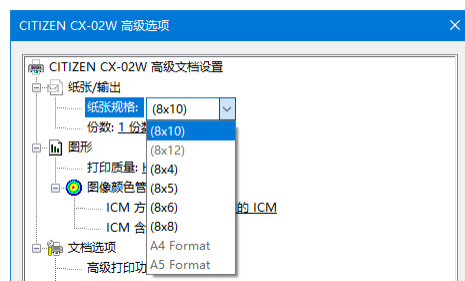 CITIZEN CX-02W 高级选项
CITIZEN CX-02W 高级文档设置
纸张/输出
纸张规格: (8x10)
份数: 1 份数
(8x10)
(8x12)
图形
打印质量:
(8x4)
图像颜色管
(8x5)
ICM 方
(8x6)
的 ICM
ICM 含
(8x8)
文档选项
A4 Format
高级打印功
A5 Format